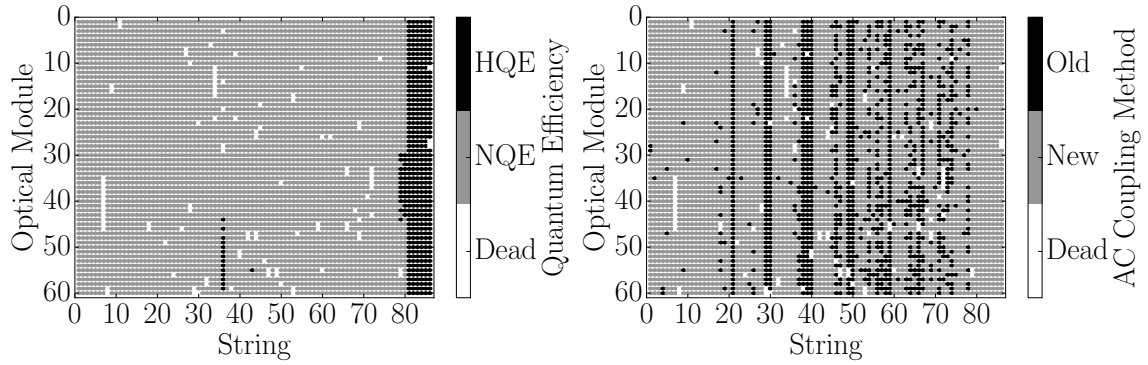 0
10
20
30
40
50
60
0 10 20 30 40 50 60 70 80
Optical Module
String
HQE
NQE
Dead
Quantum Efficiency
0
10
20
30
40
50
60
0 10 20 30 40 50 60 70 80
Optical Module
String
Old
New
Dead
AC Coupling Method